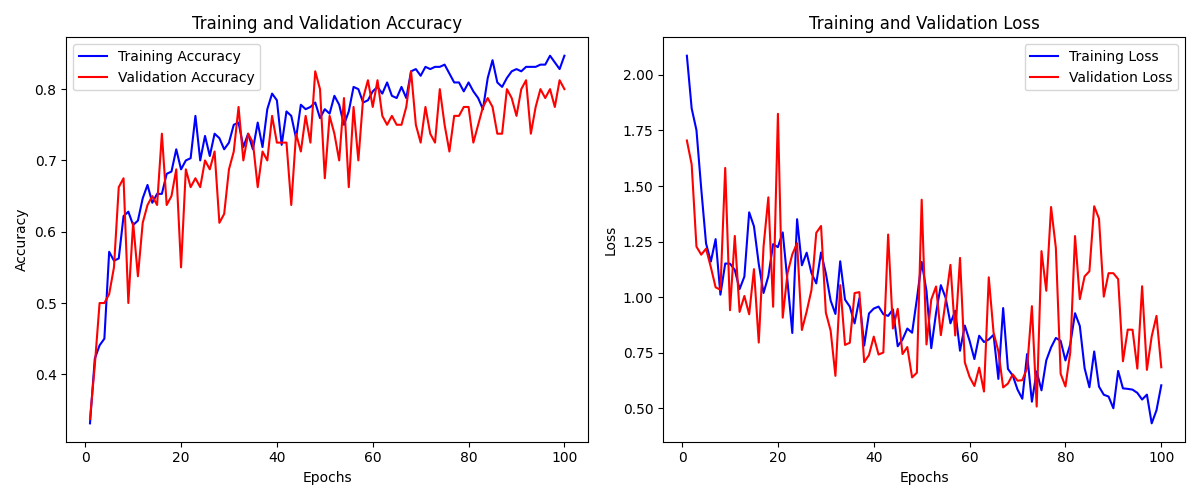 Training and Validation Accuracy
Training Accuracy
Validation Accuracy
Accuracy
0.8
0.7
0.6
0.5
0.4
0 20 40 60 80 100
Epochs
Training and Validation Loss
Training Loss
Validation Loss
Loss
2.00
1.75
1.50
1.25
1.00
0.75
0.50
0 20 40 60 80 100
Epochs